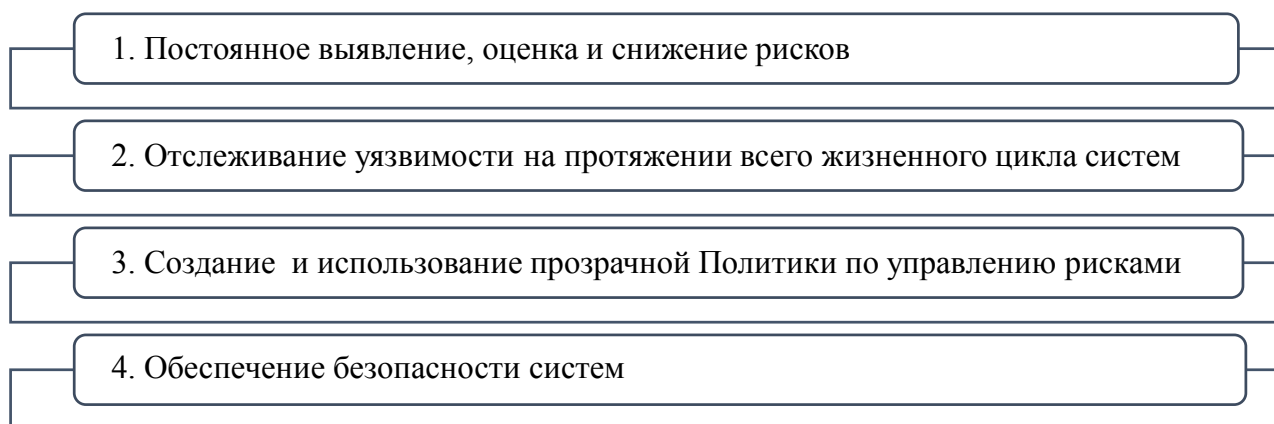 1. Постоянное выявление, оценка и снижение рисков
2. Отслеживание уязвимости на протяжении всего жизненного цикла систем
3. Создание  и использование прозрачной Политики по управлению рисками
4. Обеспечение безопасности систем